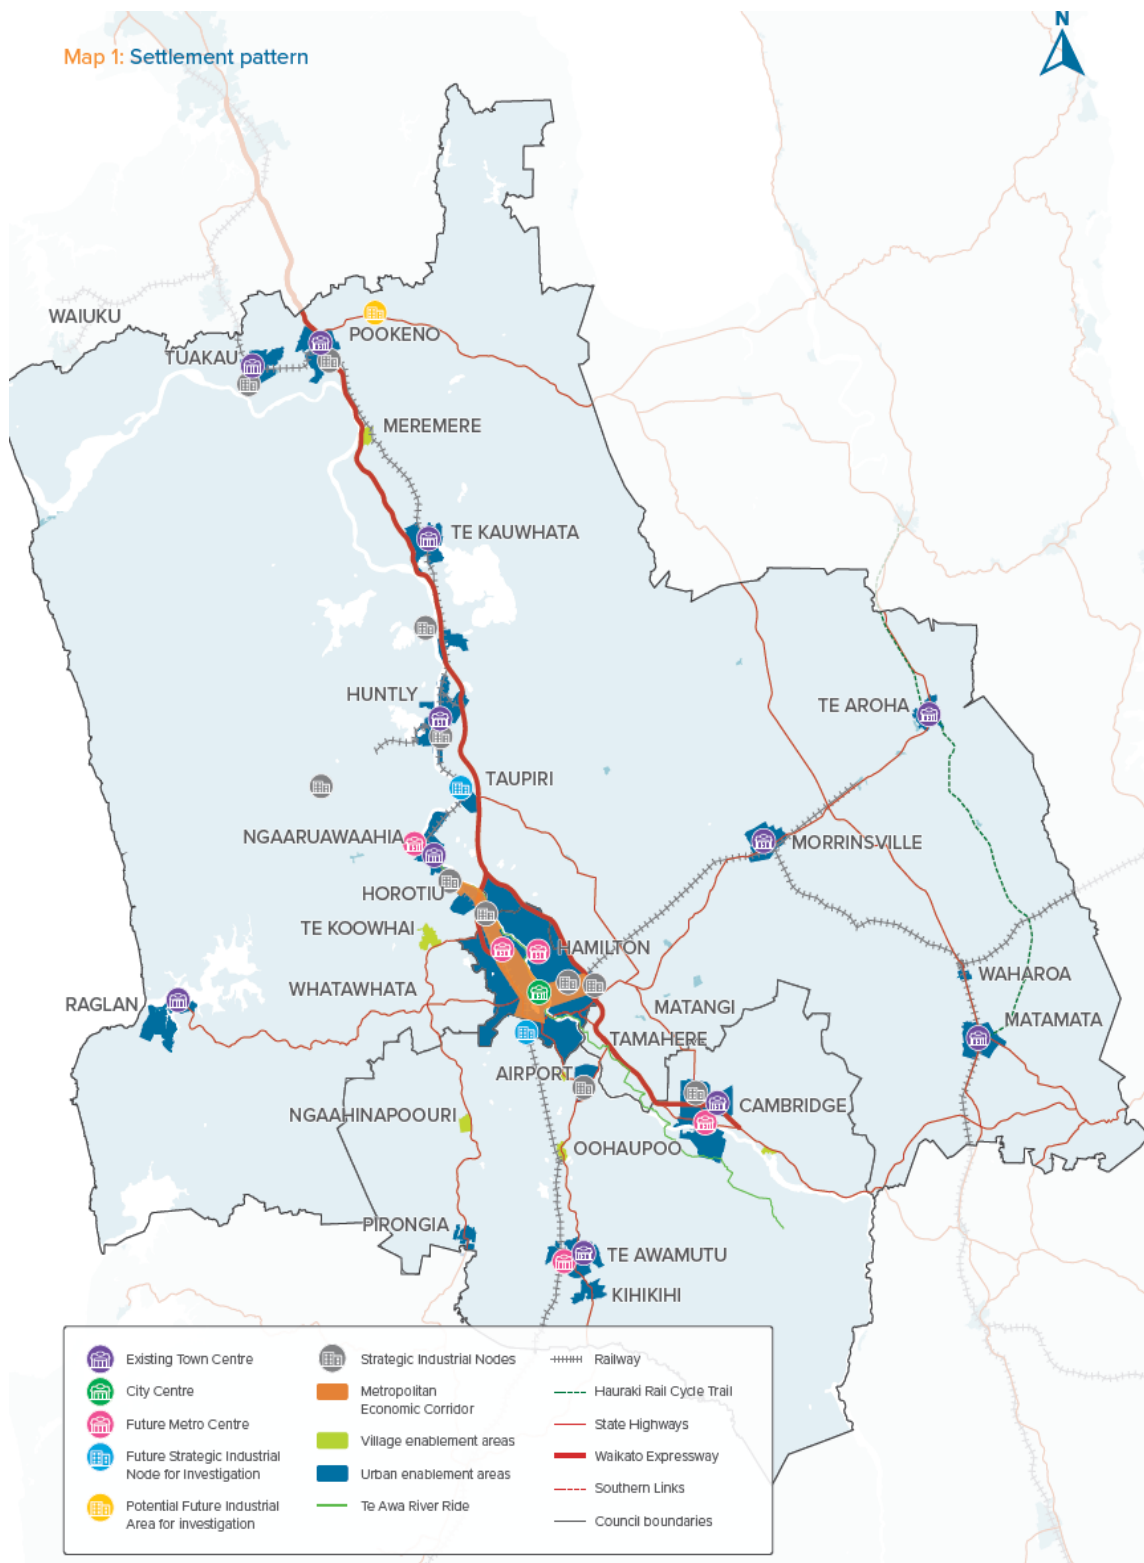 N
Map 1: Settlement pattern
WAIUKU
POOKENO
TUAKAU
MEREMERE
TE KAUWHATA
HUNTLY
TE AROHA
TAUPIRI
NGAARUAWAAHIA
MORRINSVILLE
HOROTIU
TE KOOWHAI
HAMILTON
WAHAROA
WHATAWHATA
RAGLAN
MATANGI
MATAMATA
TAMAHERE
AIRPORT
CAMBRIDGE
NGAAHINAPOOURI
OOHAUPOO
PIRONGIA
TE AWAMUTU
KIHIKIHI
Existing Town Centre
City Centre
Future Metro Centre
Future Strategic Industrial
Node for Investigation
Potential Future Industrial
Area for investigation
Strategic Industrial Nodes
Metropolitan
Economic Corridor
Village enablement areas
Urban enablement areas
Te Awa River Ride
Railway
Hauraki Rail Cycle Trail
State Highways
Waikato Expressway
Southern Links
Council boundaries